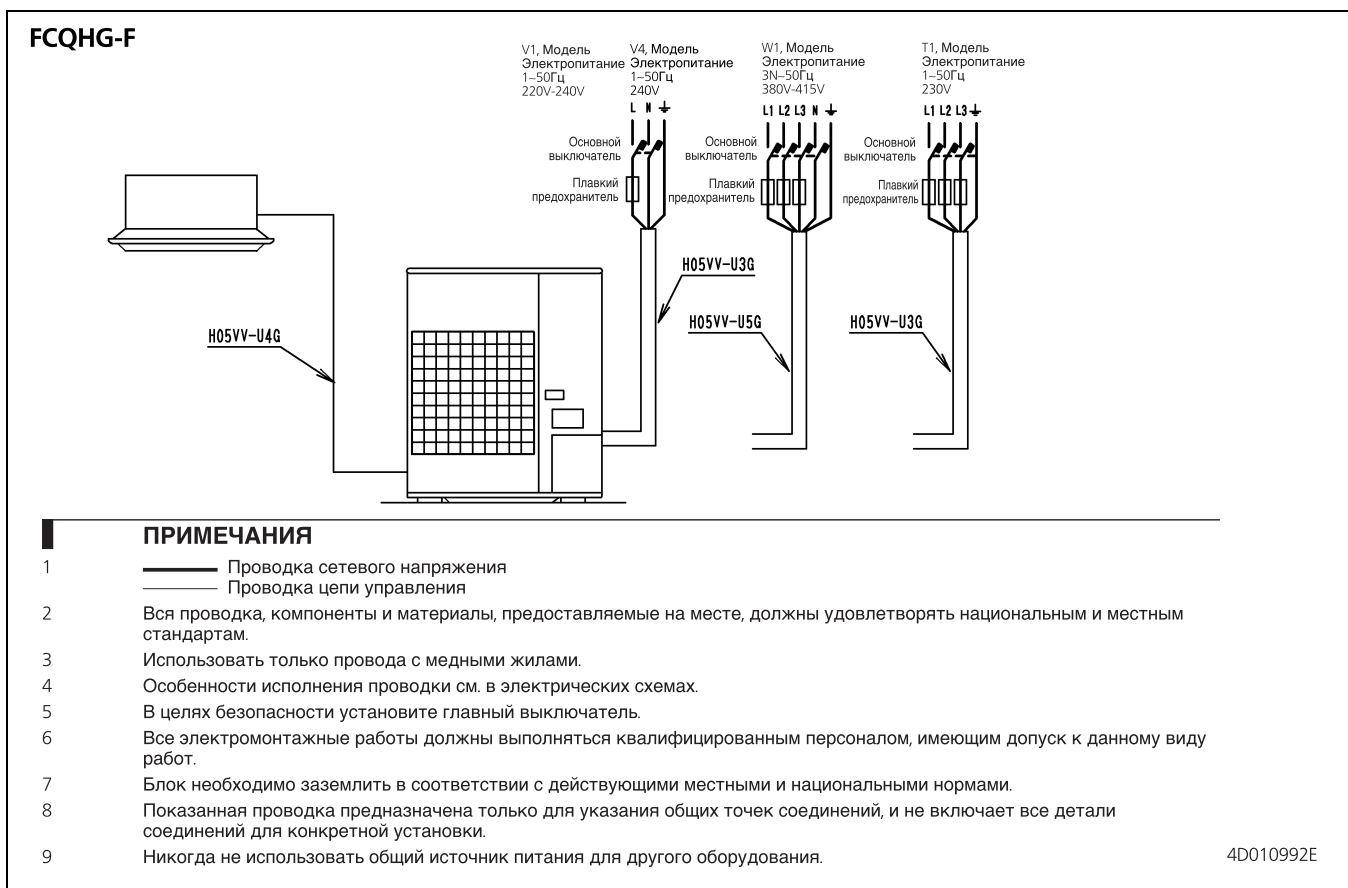 FCQHG-F
V1, Модель
Электропитание
1~50Гц
220V-240V
V4, Модель
Электропитание
1~50Гц
240V
L N
Основной
выключатель
Плавкий
предохранитель
W1, Модель
Электропитание
3N~50Гц
380V-415V
L1 L2 L3 N
Основной
выключатель
Плавкий
предохранитель
T1, Модель
Электропитание
1~50Гц
230V
L1 L2 L3
Основной
выключатель
Плавкий
предохранитель
H05VV-U4G
H05VV-U3G
H05VV-U5G
H05VV-U3G
ПРИМЕЧАНИЯ
1 Проводка сетевого напряжения
Проводка цепи управления
2 Вся проводка, компоненты и материалы, предоставляемые на месте, должны удовлетворять национальным и местным
стандартам.
3 Использовать только провода с медными жилами.
4 Особенности исполнения проводки см. в электрических схемах.
5 В целях безопасности установите главный выключатель.
6 Все электромонтажные работы должны выполняться квалифицированным персоналом, имеющим допуск к данному виду
работ.
7 Блок необходимо заземлить в соответствии с действующими местными и национальными нормами.
8 Показанная проводка предназначена только для указания общих точек соединений, и не включает все детали
соединений для конкретной установки.
9 Никогда не использовать общий источник питания для другого оборудования.
4D010992E